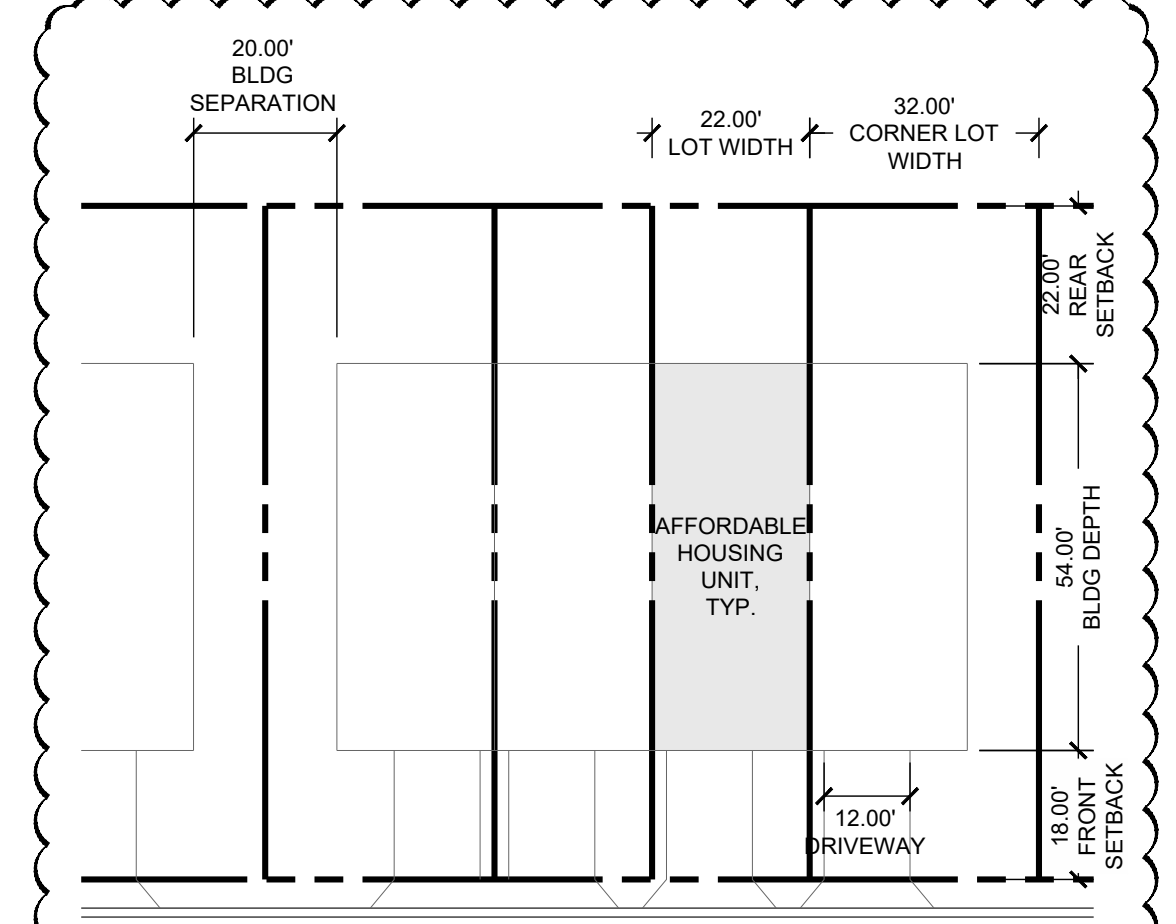 20.00'
BLDG
SEPARATION
22.00'
LOT WIDTH
32.00'
CORNER LOT
WIDTH
22.00'
REAR
SETBACK
AFFORDABLE
HOUSING
UNIT,
TYP.
54.00'
BLDG DEPTH
12.00'
DRIVEWAY
18.00'
FRONT
SETBACK